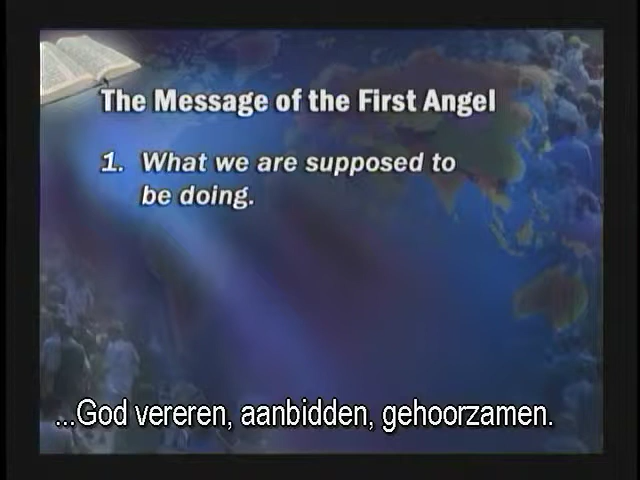 The Message of the First Angel
1. What we are supposed to
be doing.
...God vereren, aanbidden, gehoorzamen.